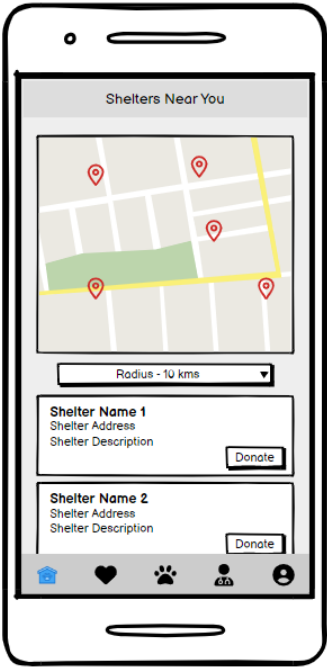 Shelters Near You
Radius - 10 kms
Shelter Name 1
Shelter Address
Shelter Description
Donate
Shelter Name 2
Shelter Address
Shelter Description
Donate